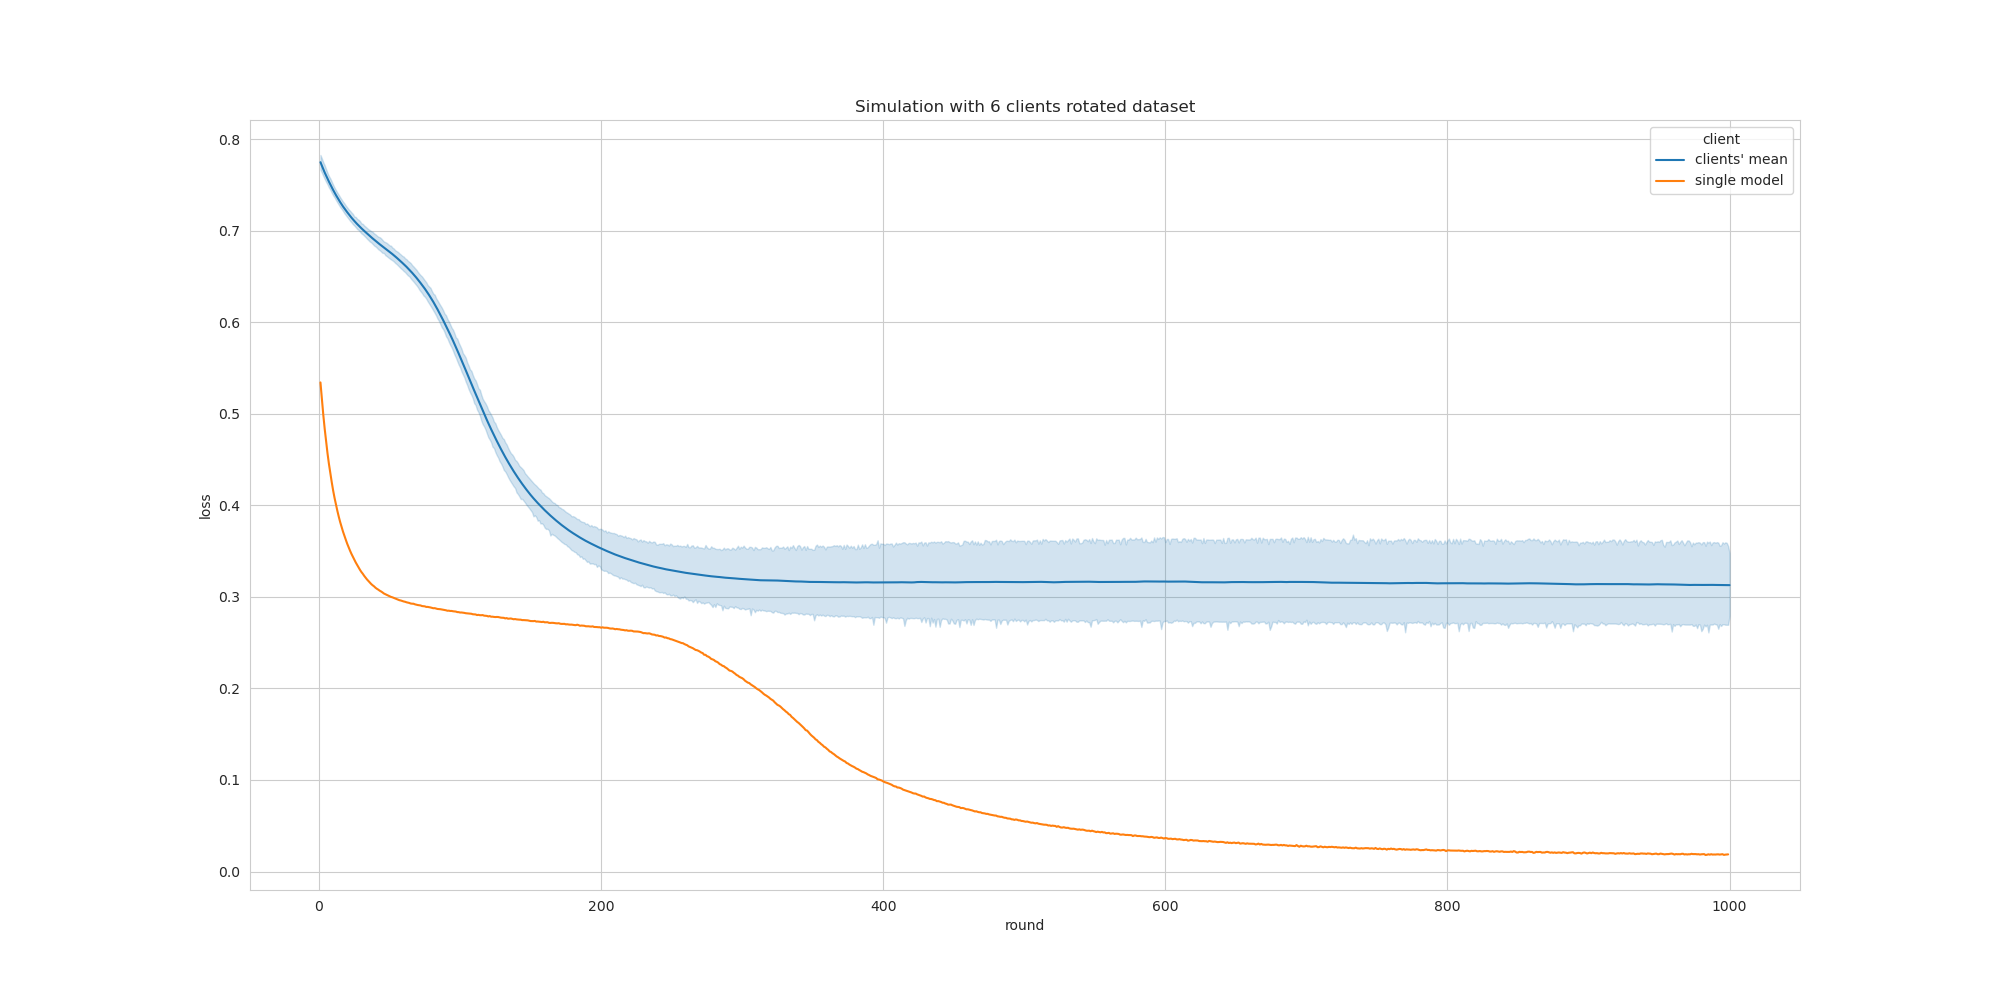 Simulation with 6 clients rotated dataset
client
clients' mean
single model
loss
0.8
0.7
0.6
0.5
0.4
0.3
0.2
0.1
0.0
0 200 400 600 800 1000
round